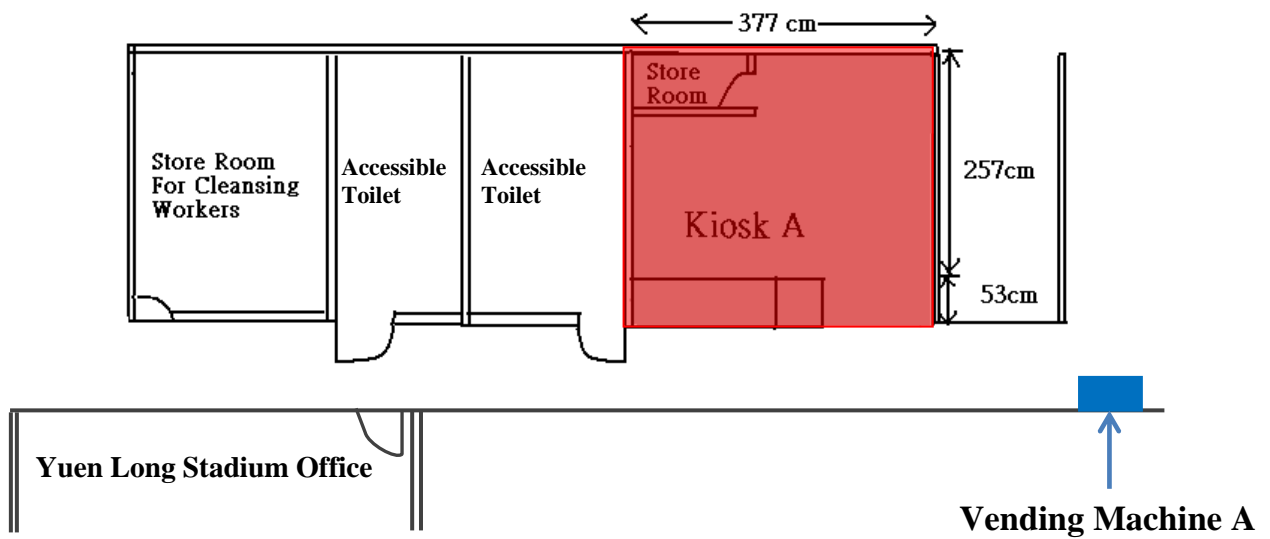 377 cm
Store
Room
Store Room
For Cleansing
Workers
Accessible
Toilet
Accessible
Toilet
257cm
Kiosk A
53cm
Yuen Long Stadium Office
Vending Machine A